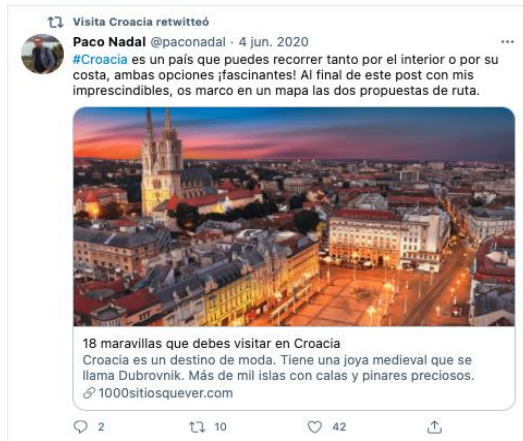 Visita Croacia retwitteó
Paco Nadal @paconadal · 4 jun. 2020
#Croacia es un país que puedes recorrer tanto por el interior o por su
costa, ambas opciones ¡fascinantes! Al final de este post con mis
imprescindibles, os marco en un mapa las dos propuestas de ruta.
18 maravillas que debes visitar en Croacia
Croacia es un destino de moda. Tiene una joya medieval que se
llama Dubrovnik. Más de mil islas con calas y pinares preciosos.
1000sitiosquever.com
2 10 42